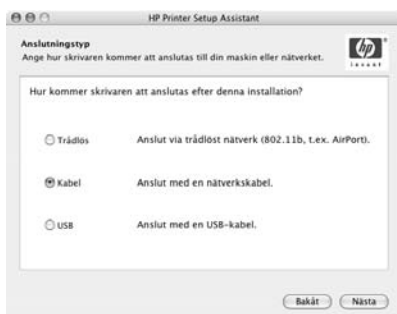 HP Printer Setup Assistant
Anslutningstyp
Ange hur skrivaren kommer att anslutas till din maskin eller nätverket.
hp
invent
Hur kommer skrivaren att anslutas efter denna installation?
Trådlös Anslut via trådlöst nätverk (802.11b, t.ex. AirPort).
Kabel Anslut med en nätverkskabel.
USB Anslut med en USB-kabel.
Bakåt Nästa